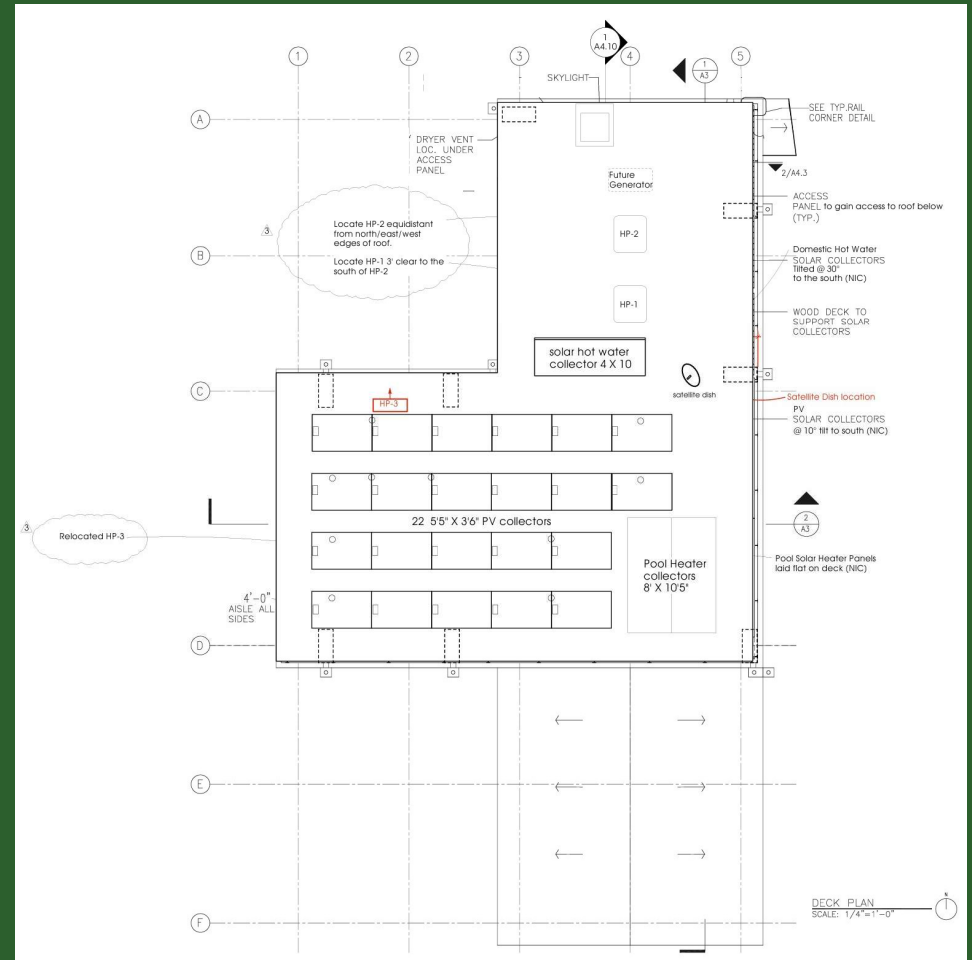 1
A4.10
1
2
3
4
5
1
A3
SKYLIGHT
A
SEE TYP.RAIL
CORNER DETAIL
DRYER VENT
LOC. UNDER
ACCESS
PANEL
2/A4.3
Future
Generator
ACCESS
PANEL to gain access to roof below
(TYP.)
3
Locate HP-2 equidistant
from north/east/west
edges of roof.
Locate HP-1 3' clear to the
south of HP-2
B
HP-2
Domestic Hot Water
SOLAR COLLECTORS
Tilted @ 30°
to the south (NIC)
HP-1
WOOD DECK TO
SUPPORT SOLAR
COLLECTORS
solar hot water
collector 4 X 10
C
satellite dish
HP-3
Satellite Dish location
PV
SOLAR COLLECTORS
@ 10° tilt to south (NIC)
22 5'5" X 3'6" PV collectors
2
A3
3
Relocated HP-3
Pool Heater
collectors
8' X 10'5"
Pool Solar Heater Panels
laid flat on deck (NIC)
4'-0"
AISLE ALL
SIDES
D
E
F
DECK PLAN
SCALE: 1/4"=1'-0"
N